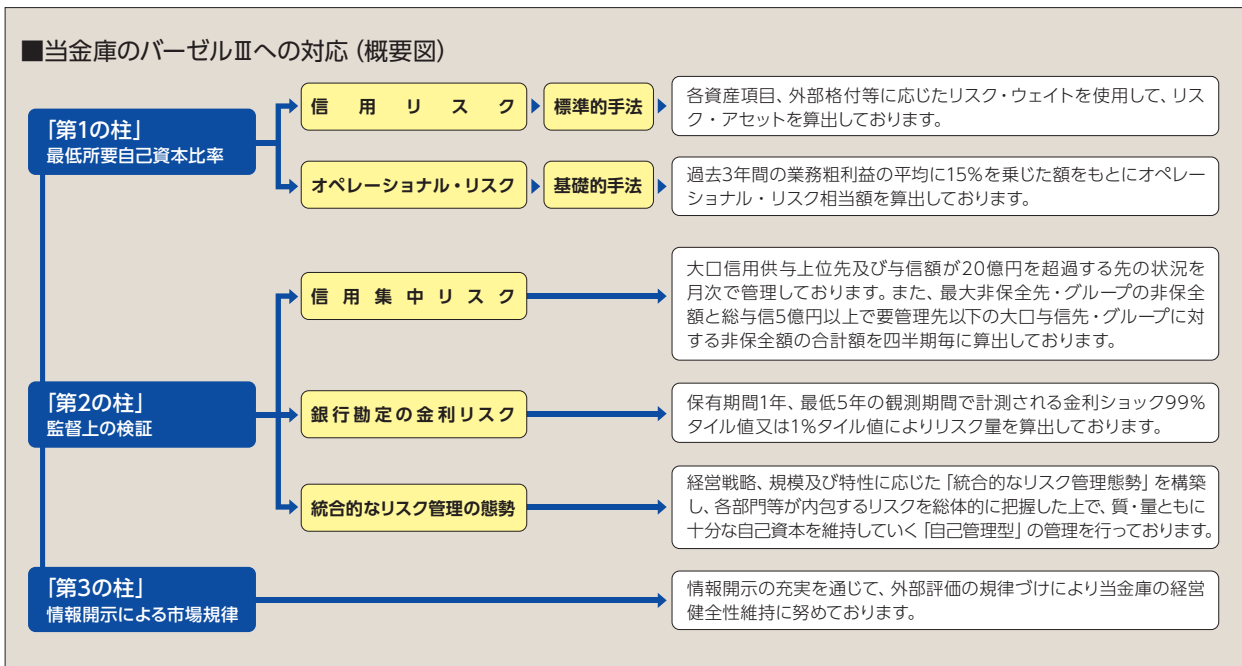 ■当金庫のバーゼルⅢへの対応（概要図）
「第1の柱」
最低所要自己資本比率
信用リスク
標準的手法
各資産項目、外部格付等に応じたリスク・ウェイトを使用して、リス
ク・アセットを算出しております。
オペレーショナル・リスク
基礎的手法
過去3年間の業務粗利益の平均に15％を乗じた額をもとにオペレー
ショナル・リスク相当額を算出しております。
「第2の柱」
監督上の検証
信用集中リスク
大口信用供与上位先及び与信額が20億円を超過する先の状況を
月次で管理しております。また、最大非保全先・グループの非保全
額と総与信5億円以上で要管理先以下の大口与信先・グループに対
する非保全額の合計額を四半期毎に算出しております。
銀行勘定の金利リスク
保有期間1年、最低5年の観測期間で計測される金利ショック99％
タイル値又は1％タイル値によりリスク量を算出しております。
統合的なリスク管理の態勢
経営戦略、規模及び特性に応じた「統合的なリスク管理態勢」を構築
し、各部門等が内包するリスクを総体的に把握した上で、質・量ともに
十分な自己資本を維持していく「自己管理型」の管理を行っております。
「第3の柱」
情報開示による市場規律
情報開示の充実を通じて、外部評価の規律づけにより当金庫の経営
健全性維持に努めております。